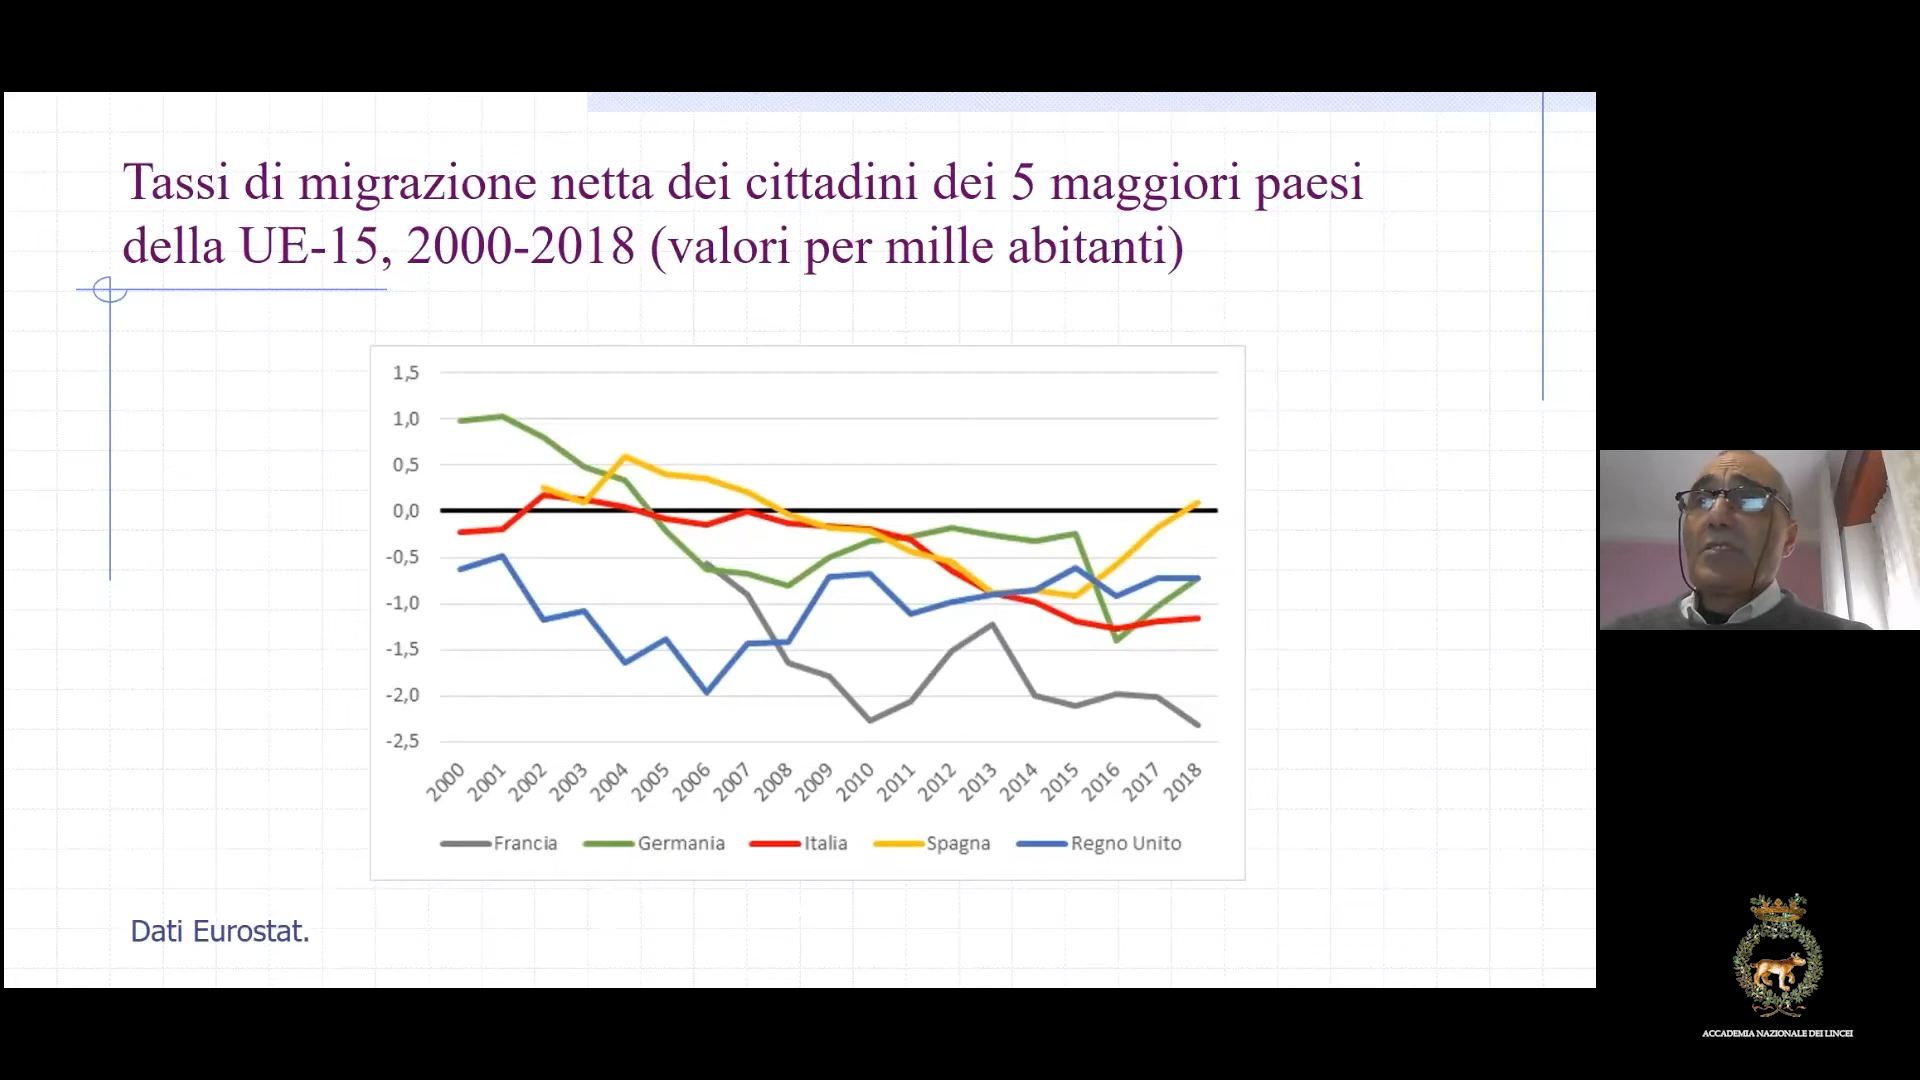 Tassi di migrazione netta dei cittadini dei 5 maggiori paesi
della UE-15, 2000-2018 (valori per mille abitanti)
1,5
1,0
0,5
0,0
-0,5
-1,0
-1,5
-2,0
-2,5
2000 2001 2002 2003 2004 2005 2006 2007 2008 2009 2010 2011 2012 2013 2014 2015 2016 2017 2018
Francia Germania Italia Spagna Regno Unito
Dati Eurostat.
ACCADEMIA NAZIONALE DEI LINCEI